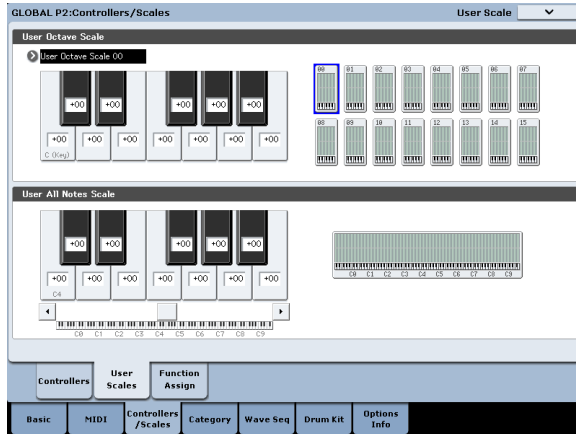 GLOBAL P2:Controllers/Scales
User Scale
User Octave Scale
User Octave Scale 00
+00 +00 +00 +00 +00
+00 +00 +00 +00 +00 +00 +00
C (Key)
00 01 02 03 04 05 06 07
08 09 10 11 12 13 14 15
User All Notes Scale
+00 +00 +00 +00 +00
+00 +00 +00 +00 +00 +00 +00
C4
C0 C1 C2 C3 C4 C5 C6 C7 C8 C9
C0 C1 C2 C3 C4 C5 C6 C7 C8 C9
Controllers
User Scales
Function Assign
Basic
MIDI
Controllers /Scales
Category
Wave Seq
Drum Kit
Options Info